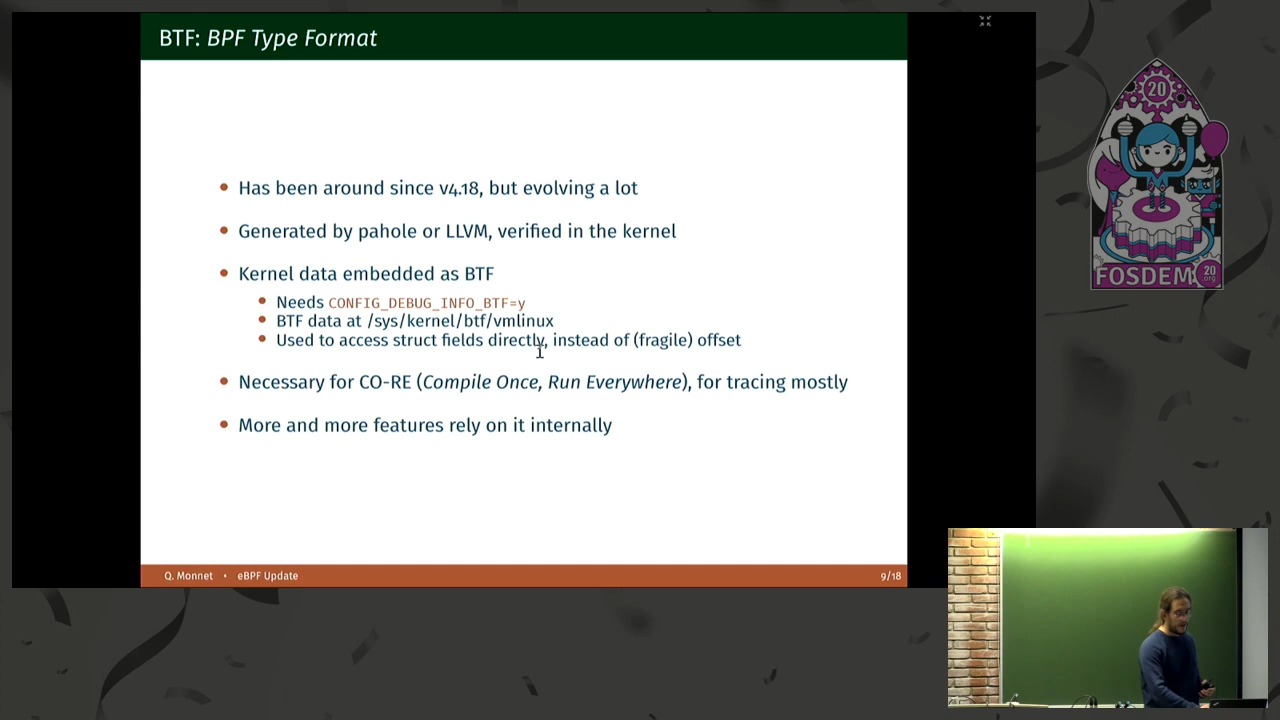 BTF: BPF Type Format
Has been around since v4.18, but evolving a lot
Generated by pahole or LLVM, verified in the kernel
Kernel data embedded as BTF
Needs CONFIG_DEBUG_INFO_BTF=y
BTF data at /sys/kernel/btf/vmlinux
Used to access struct fields directly, instead of (fragile) offset
Necessary for CO-RE (Compile Once, Run Everywhere), for tracing mostly
More and more features rely on it internally
Q. Monnet • eBPF Update
9/18
20
FOSDEM 20
.org